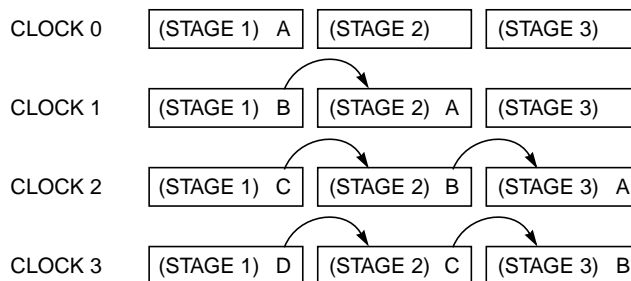 CLOCK 0 (STAGE 1) A (STAGE 2) (STAGE 3)
CLOCK 1 (STAGE 1) B (STAGE 2) A (STAGE 3)
CLOCK 2 (STAGE 1) C (STAGE 2) B (STAGE 3) A
CLOCK 3 (STAGE 1) D (STAGE 2) C (STAGE 3) B